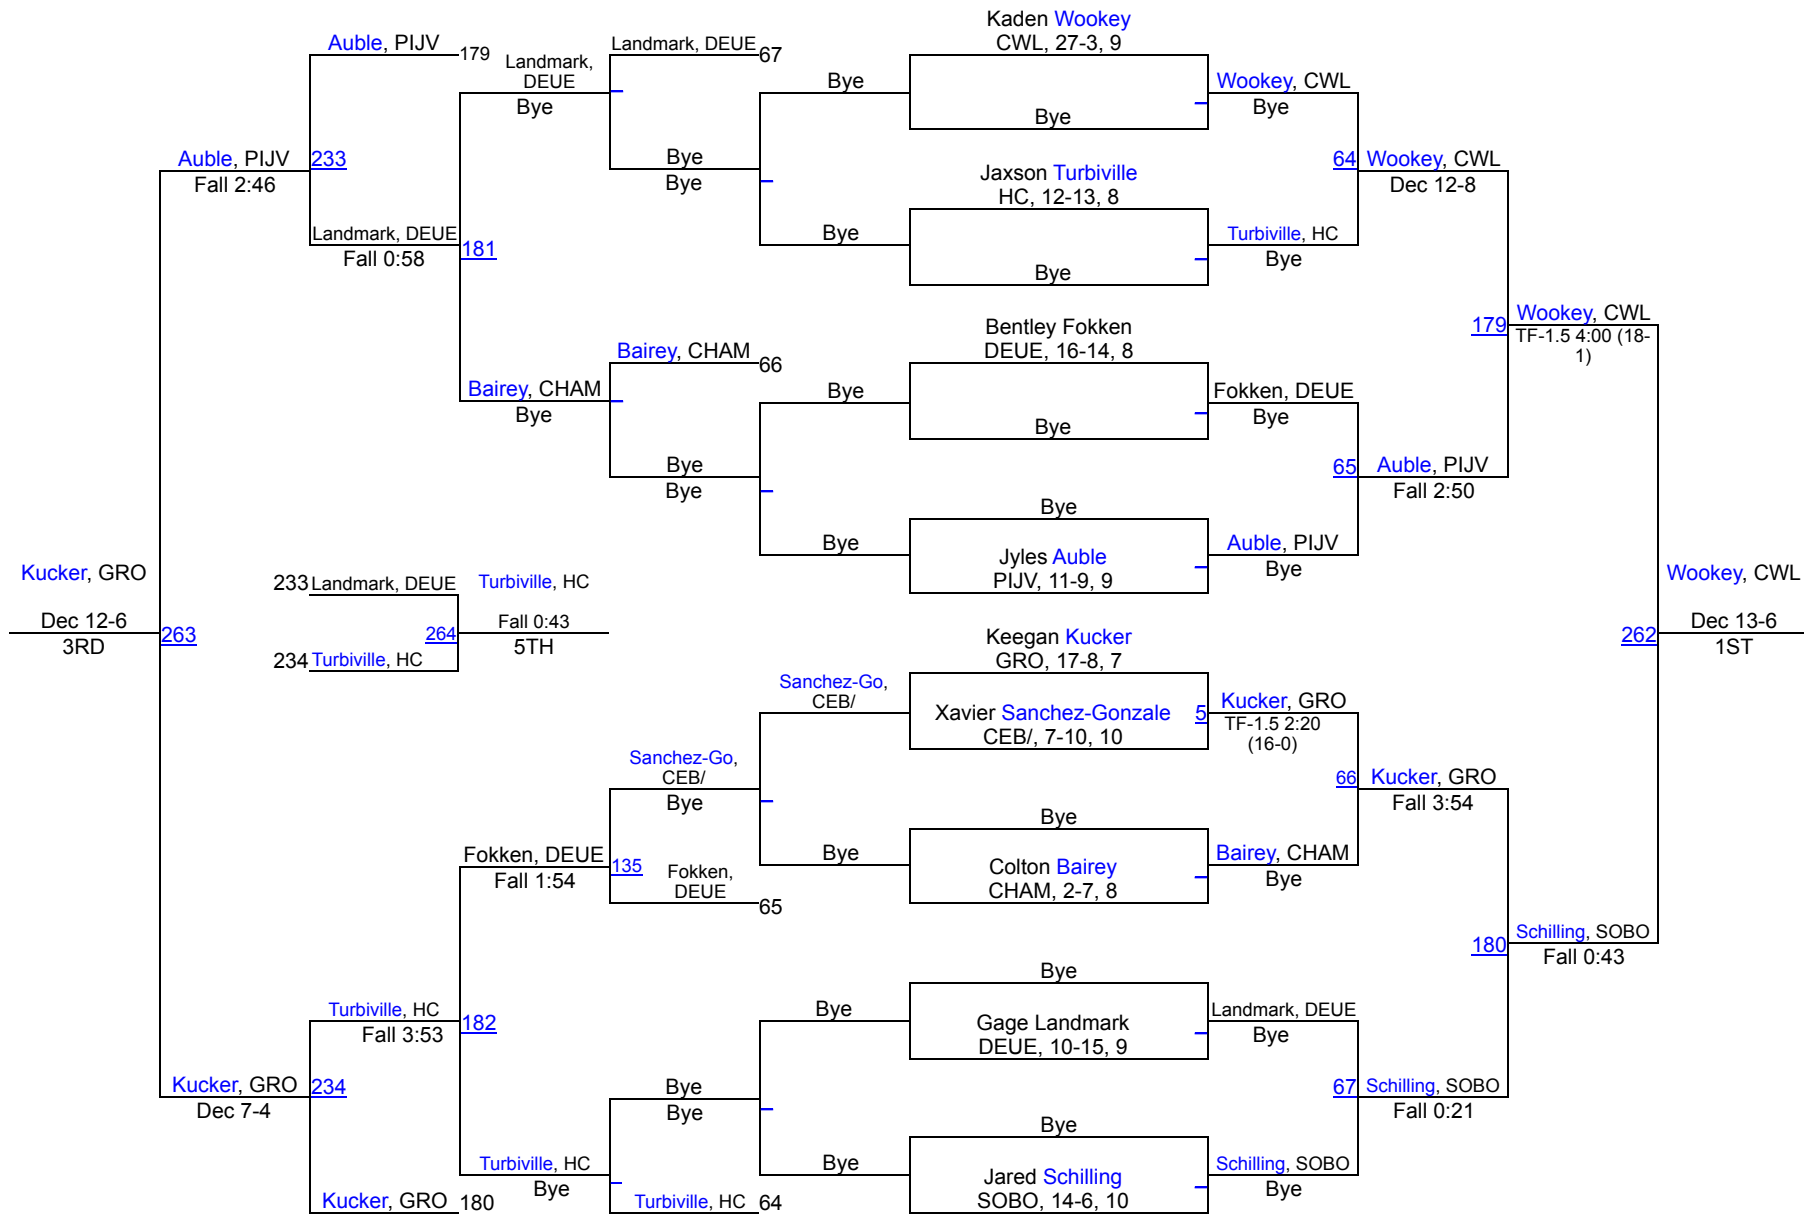 Auble, PIJV
179
Auble, PIJV
Fall 2:46
233
Landmark, DEUE
Fall 0:58
181
Landmark,
DEUE
Bye
Landmark, DEUE
67
Bye
Bye
Bairey, CHAM
66
Bairey, CHAM
Bye
Bye
Bye
Bye
Bye
Bye
Bye
Kaden Wookey
CWL, 27-3, 9
Bye
Wookey, CWL
Bye
Jaxson Turbiville
HC, 12-13, 8
Bye
Turbiville, HC
Bye
64
Wookey, CWL
Dec 12-8
Bentley Fokken
DEUE, 16-14, 8
Bye
Fokken, DEUE
Bye
Bye
Jyles Auble
PIJV, 11-9, 9
Auble, PIJV
Bye
65
Auble, PIJV
Fall 2:50
179
Wookey, CWL
TF-1.5 4:00 (18-
1)
Kucker, GRO
Dec 12-6
3RD
263
233
Landmark, DEUE
234
Turbiville, HC
264
Turbiville, HC
Fall 0:43
5TH
Wookey, CWL
Dec 13-6
1ST
262
Keegan Kucker
GRO, 17-8, 7
Xavier Sanchez-Gonzale
CEB/, 7-10, 10
5
Kucker, GRO
TF-1.5 2:20
(16-0)
Sanchez-Go,
CEB/
Sanchez-Go,
CEB/
Bye
Bye
Bye
Colton Bairey
CHAM, 2-7, 8
Bairey, CHAM
Bye
66
Kucker, GRO
Fall 3:54
Fokken, DEUE
Fall 1:54
135
Fokken,
DEUE
65
180
Schilling, SOBO
Fall 0:43
Turbiville, HC
Fall 3:53
182
Bye
Bye
Gage Landmark
DEUE, 10-15, 9
Landmark, DEUE
Bye
Kucker, GRO
Dec 7-4
234
Bye
Bye
67
Schilling, SOBO
Fall 0:21
Bye
Bye
Jared Schilling
SOBO, 14-6, 10
Schilling, SOBO
Bye
Turbiville, HC
Bye
Turbiville, HC
64
Kucker, GRO
180